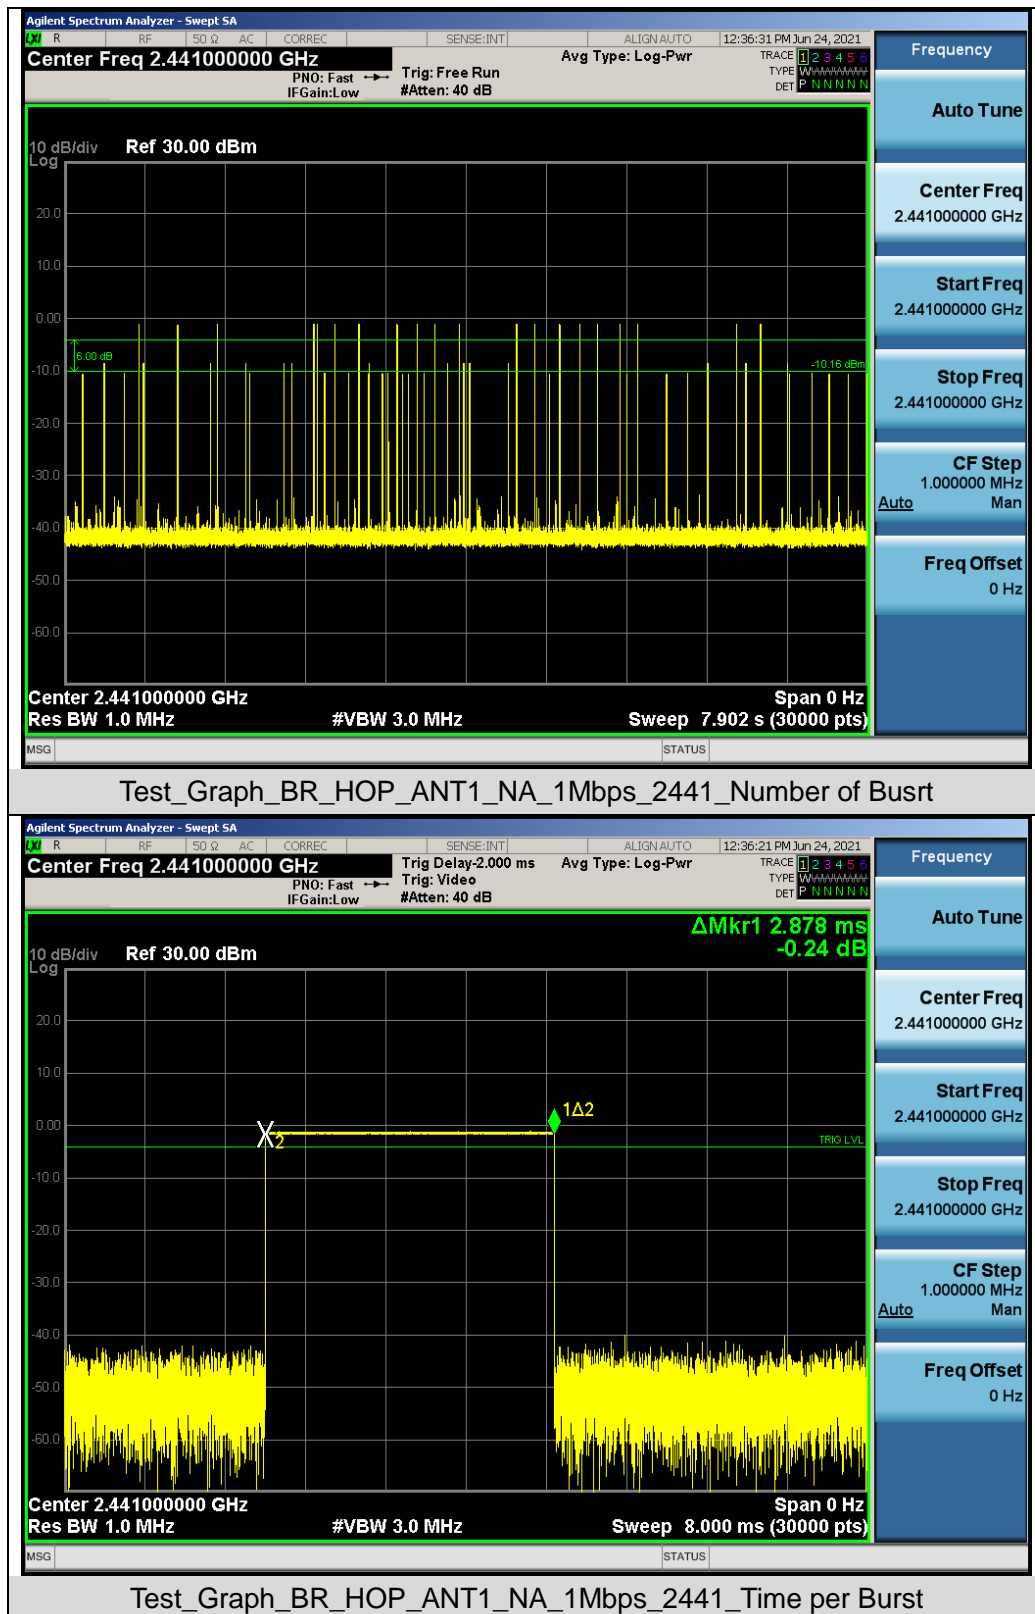 Agilent Spectrum Analyzer - Swept SA
LXI R RF 50 Ω AC CORREC SENSE:INT ALIGN AUTO 12:36:31 PM Jun 24, 2021
Center Freq 2.441000000 GHz Avg Type: Log-Pwr TRACE 1 2 3 4 5 6
PNO: Fast Trig: Free Run TYPE W
IFGain:Low #Atten: 40 dB DET P N N N N N
10 dB/div Ref 30.00 dBm
Log
20.0
10.0
0.00
6.00 dB -10.16 dBm
-10.0
-20.0
-30.0
-40.0
-50.0
-60.0
Center 2.441000000 GHz Span 0 Hz
Res BW 1.0 MHz #VBW 3.0 MHz Sweep 7.902 s (30000 pts)
MSG STATUS
Frequency
Auto Tune
Center Freq
2.441000000 GHz
Start Freq
2.441000000 GHz
Stop Freq
2.441000000 GHz
CF Step
1.000000 MHz
Auto Man
Freq Offset
0 Hz
Test_Graph_BR_HOP_ANT1_NA_1Mbps_2441_Number of Busrt
Agilent Spectrum Analyzer - Swept SA
LXI R RF 50 Ω AC CORREC SENSE:INT ALIGN AUTO 12:36:21 PM Jun 24, 2021
Center Freq 2.441000000 GHz Trig Delay-2.000 ms Avg Type: Log-Pwr TRACE 1 2 3 4 5 6
PNO: Fast Trig: Video TYPE W
IFGain:Low #Atten: 40 dB DET P N N N N N
ΔMkr1 2.878 ms
-0.24 dB
10 dB/div Ref 30.00 dBm
Log
20.0
10.0
0.00
1Δ2
X2
TRIG LVL
-10.0
-20.0
-30.0
-40.0
-50.0
-60.0
Center 2.441000000 GHz Span 0 Hz
Res BW 1.0 MHz #VBW 3.0 MHz Sweep 8.000 ms (30000 pts)
MSG STATUS
Frequency
Auto Tune
Center Freq
2.441000000 GHz
Start Freq
2.441000000 GHz
Stop Freq
2.441000000 GHz
CF Step
1.000000 MHz
Auto Man
Freq Offset
0 Hz
Test_Graph_BR_HOP_ANT1_NA_1Mbps_2441_Time per Burst